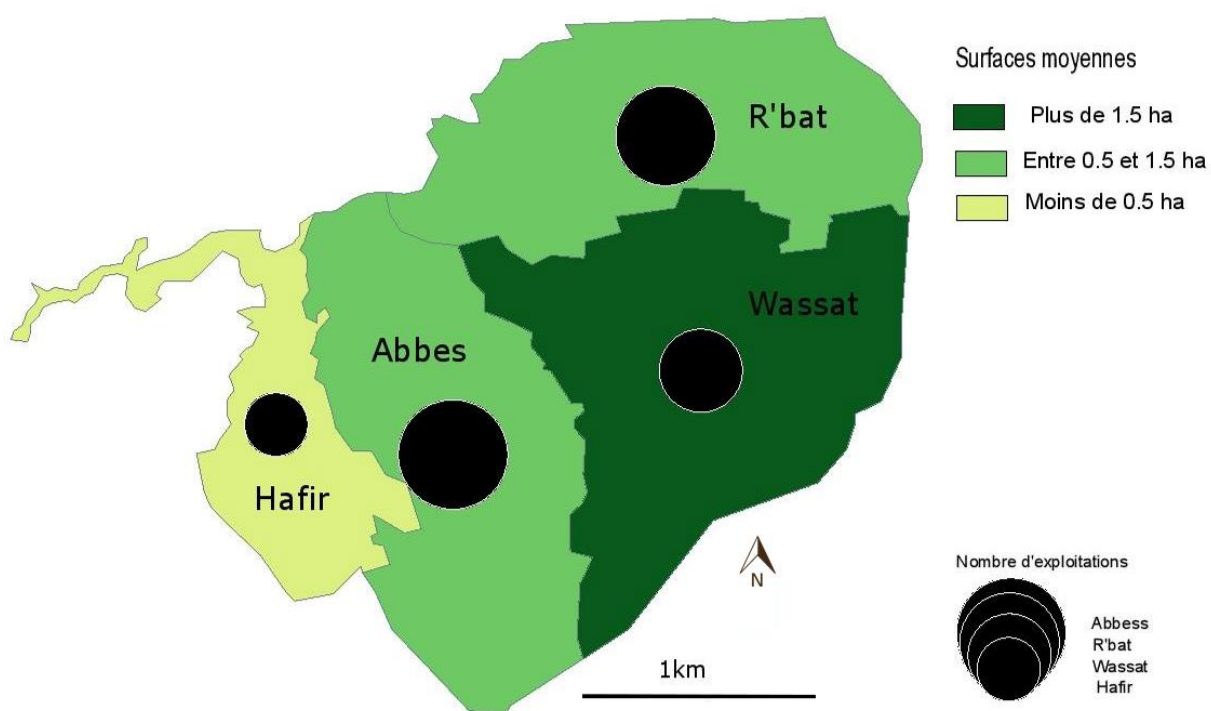 Surfaces moyennes
Plus de 1.5 ha
Entre 0.5 et 1.5 ha
Moins de 0.5 ha
R'bat
Wassat
Abbes
Hafir
N
1km
Nombre d'exploitations
Abbess
R'bat
Wassat
Hafir